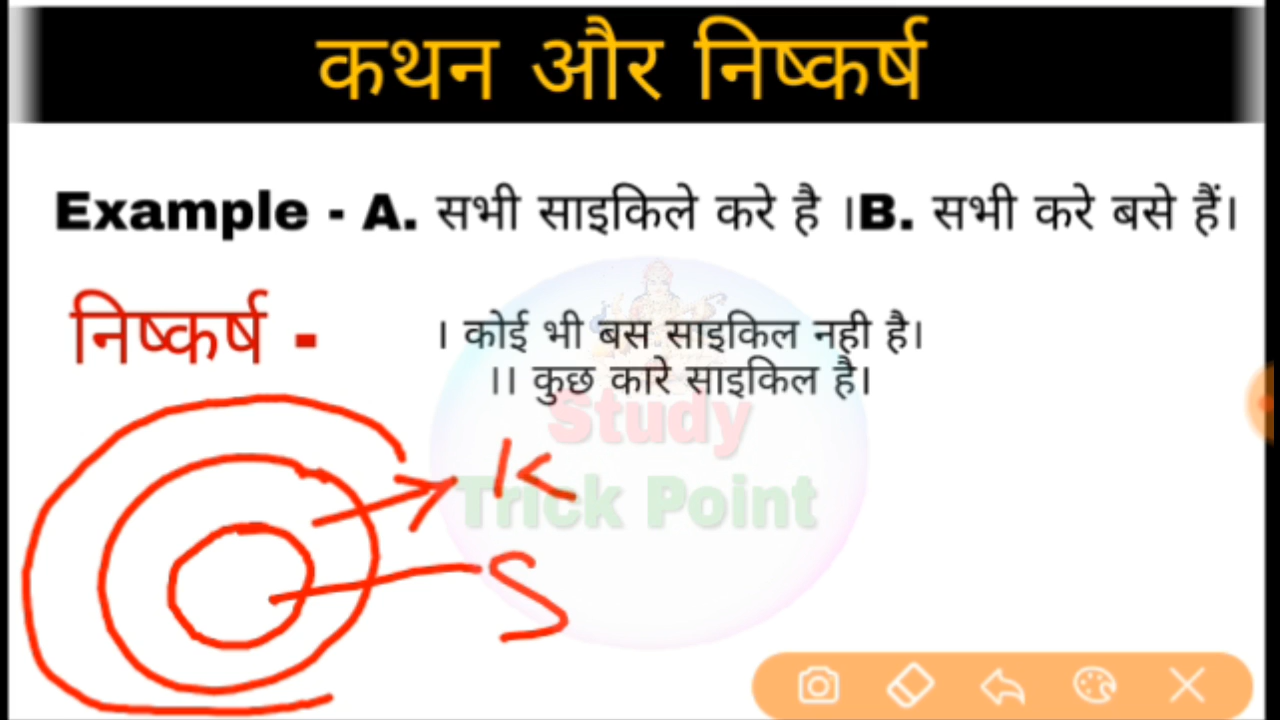 कथन और निष्कर्ष
Example - A. सभी साइकिले करे है ।B. सभी करे बसे हैं।
निष्कर्ष -
। कोई भी बस साइकिल नही है।
।। कुछ कारे साइकिल है।
Study
Trick Point
K
S